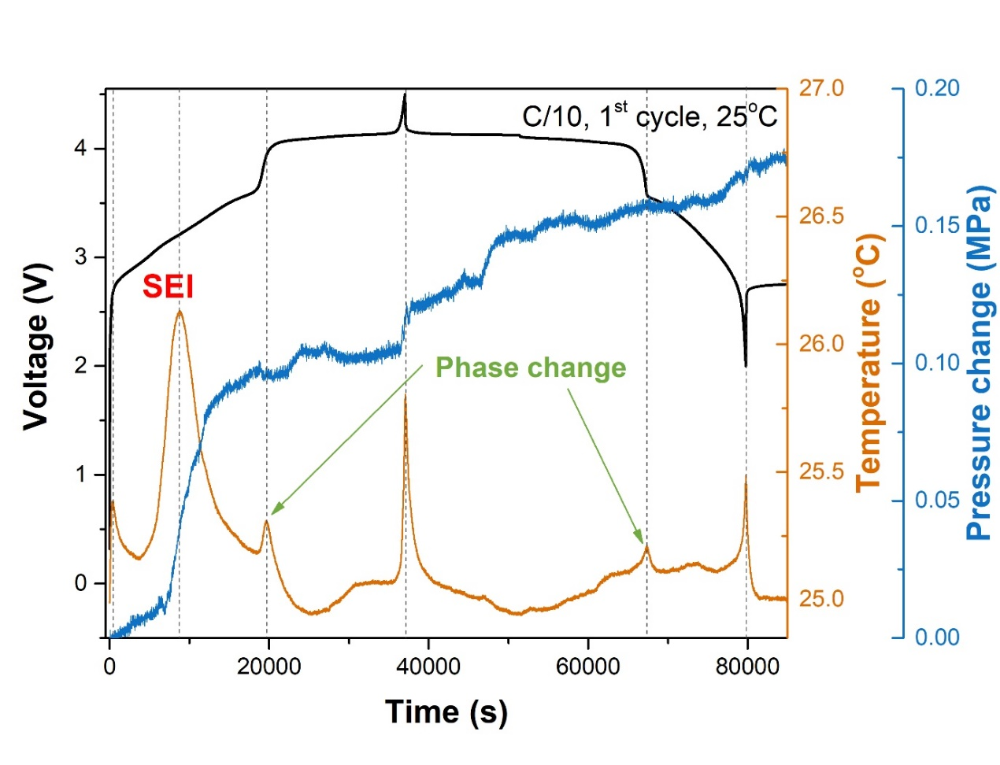 C/10, 1st cycle, 25oC
SEI
Phase change
Voltage (V)
4
3
2
1
0
0
20000
40000
60000
80000
Time (s)
27.0
26.5
26.0
25.5
25.0
Temperature (oC)
0.20
0.15
0.10
0.05
0.00
Pressure change (MPa)